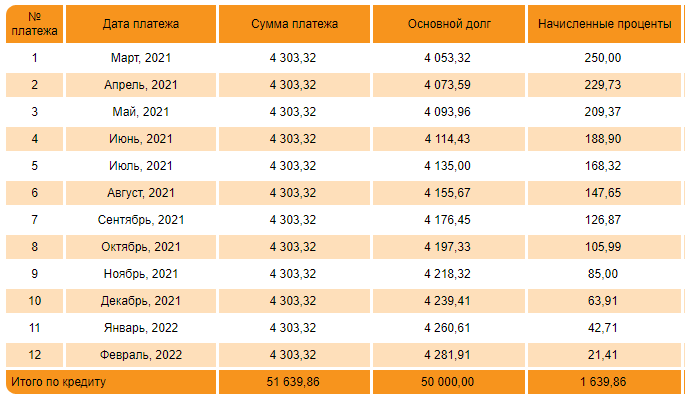 № платежа Дата платежа Сумма платежа Основной долг Начисленные проценты
1 Март, 2021 4 303,32 4 053,32 250,00
2 Апрель, 2021 4 303,32 4 073,59 229,73
3 Май, 2021 4 303,32 4 093,96 209,37
4 Июнь, 2021 4 303,32 4 114,43 188,90
5 Июль, 2021 4 303,32 4 135,00 168,32
6 Август, 2021 4 303,32 4 155,67 147,65
7 Сентябрь, 2021 4 303,32 4 176,45 126,87
8 Октябрь, 2021 4 303,32 4 197,33 105,99
9 Ноябрь, 2021 4 303,32 4 218,32 85,00
10 Декабрь, 2021 4 303,32 4 239,41 63,91
11 Январь, 2022 4 303,32 4 260,61 42,71
12 Февраль, 2022 4 303,32 4 281,91 21,41
Итого по кредиту 51 639,86 50 000,00 1 639,86